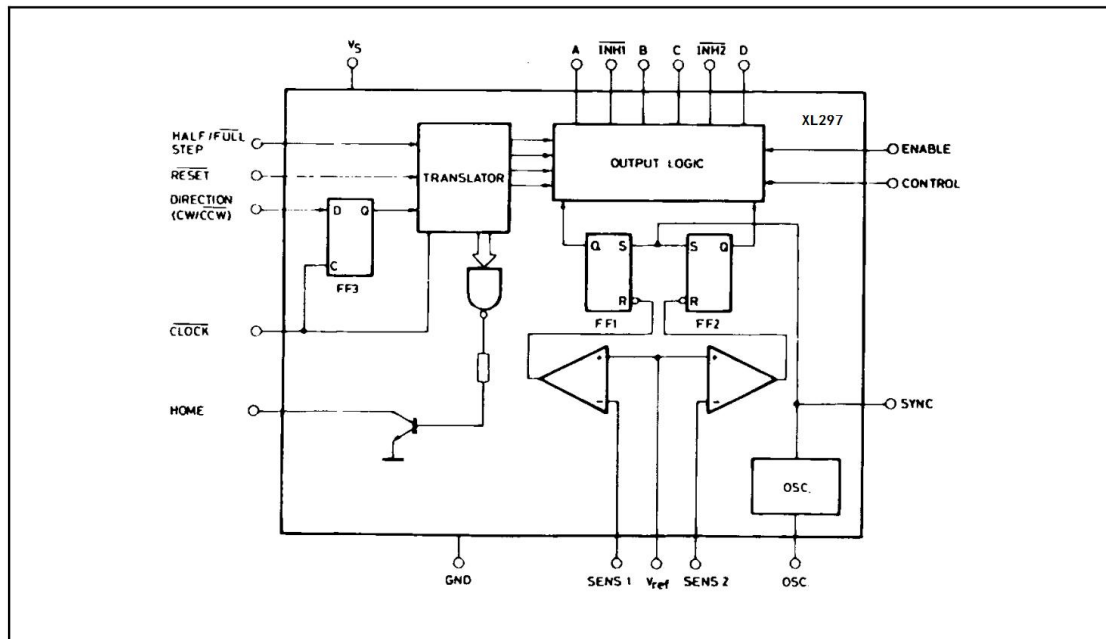 VS
A INH1 B C INH2 D
XL297
HALF/FULL
STEP
RESET
DIRECTION
(CW/CCW)
TRANSLATOR
OUTPUT LOGIC
ENABLE
CONTROL
D Q
C
FF3
Q S
R
FF1
S Q
R
FF2
CLOCK
+ +
− −
HOME
SYNC
OSC.
GND
SENS 1
Vref
SENS 2
OSC.